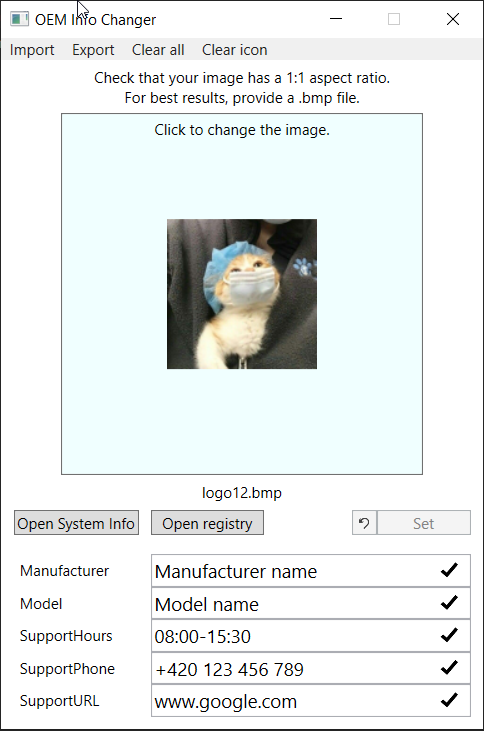 OEM Info Changer
Import Export Clear all Clear icon
Check that your image has a 1:1 aspect ratio.
For best results, provide a .bmp file.
Click to change the image.
logo12.bmp
Open System Info Open registry Set
Manufacturer Manufacturer name
Model Model name
SupportHours 08:00-15:30
SupportPhone +420 123 456 789
SupportURL www.google.com